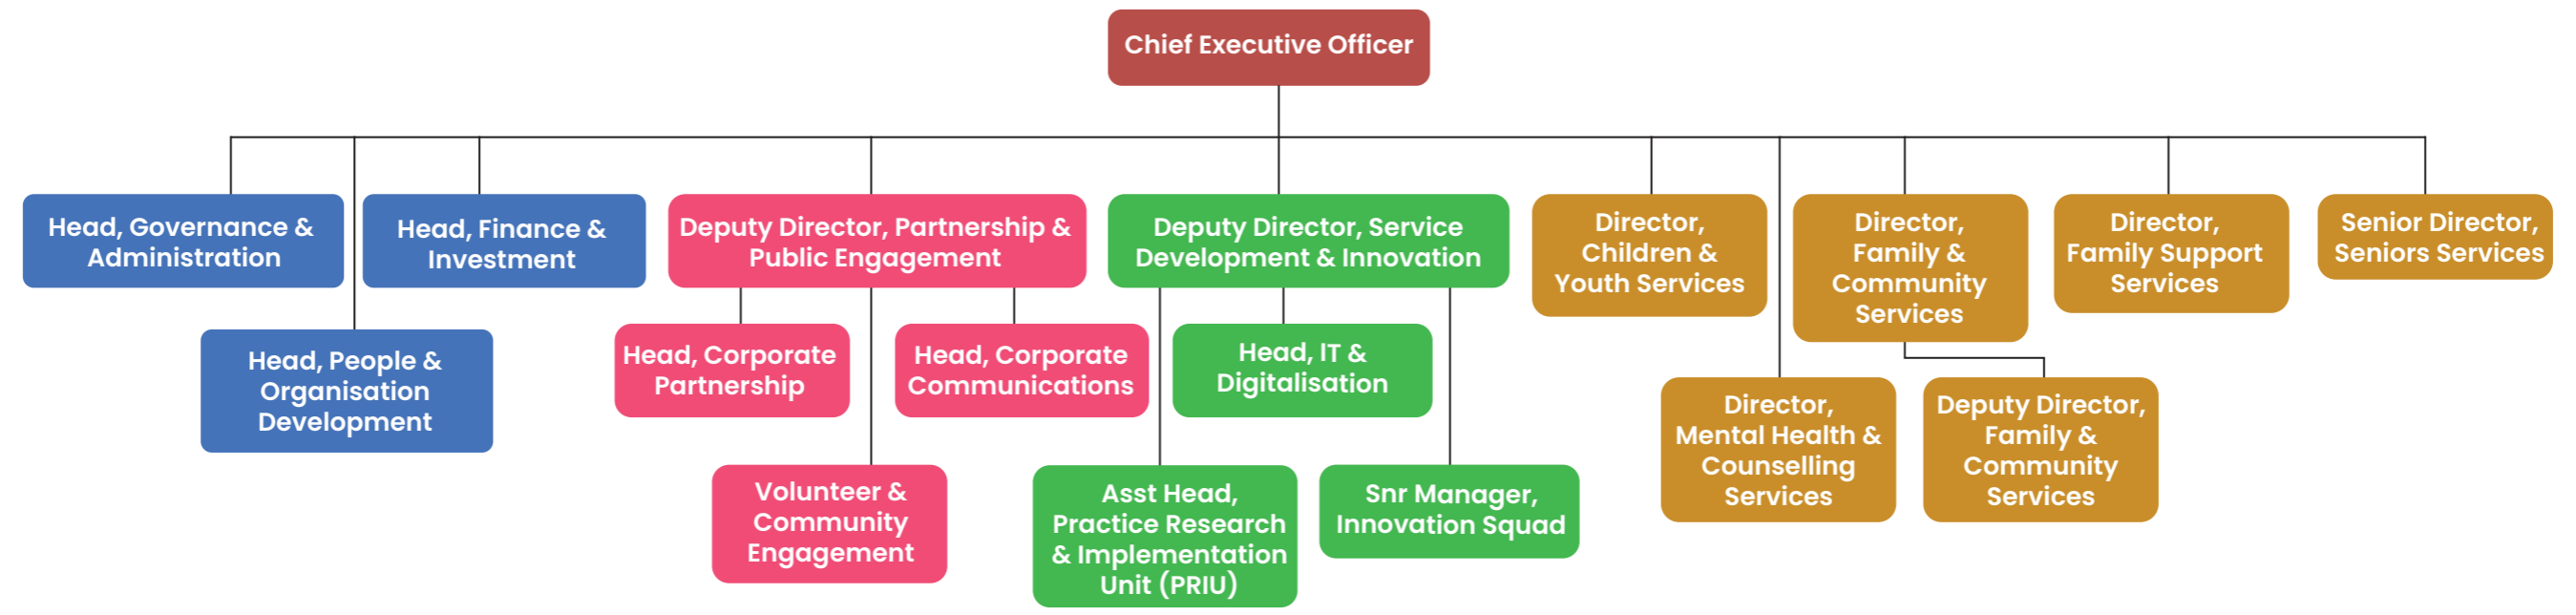 Chief Executive Officer
Head, Governance &
Administration
Head, Finance &
Investment
Deputy Director, Partnership &
Public Engagement
Deputy Director, Service
Development & Innovation
Director,
Children &
Youth Services
Director,
Family &
Community
Services
Director,
Family Support
Services
Senior Director,
Seniors Services
Head, People &
Organisation
Development
Head, Corporate
Partnership
Head, Corporate
Communications
Head, IT &
Digitalisation
Director,
Mental Health &
Counselling
Services
Deputy Director,
Family &
Community
Services
Volunteer &
Community
Engagement
Asst Head,
Practice Research
& Implementation
Unit (PRIU)
Snr Manager,
Innovation Squad